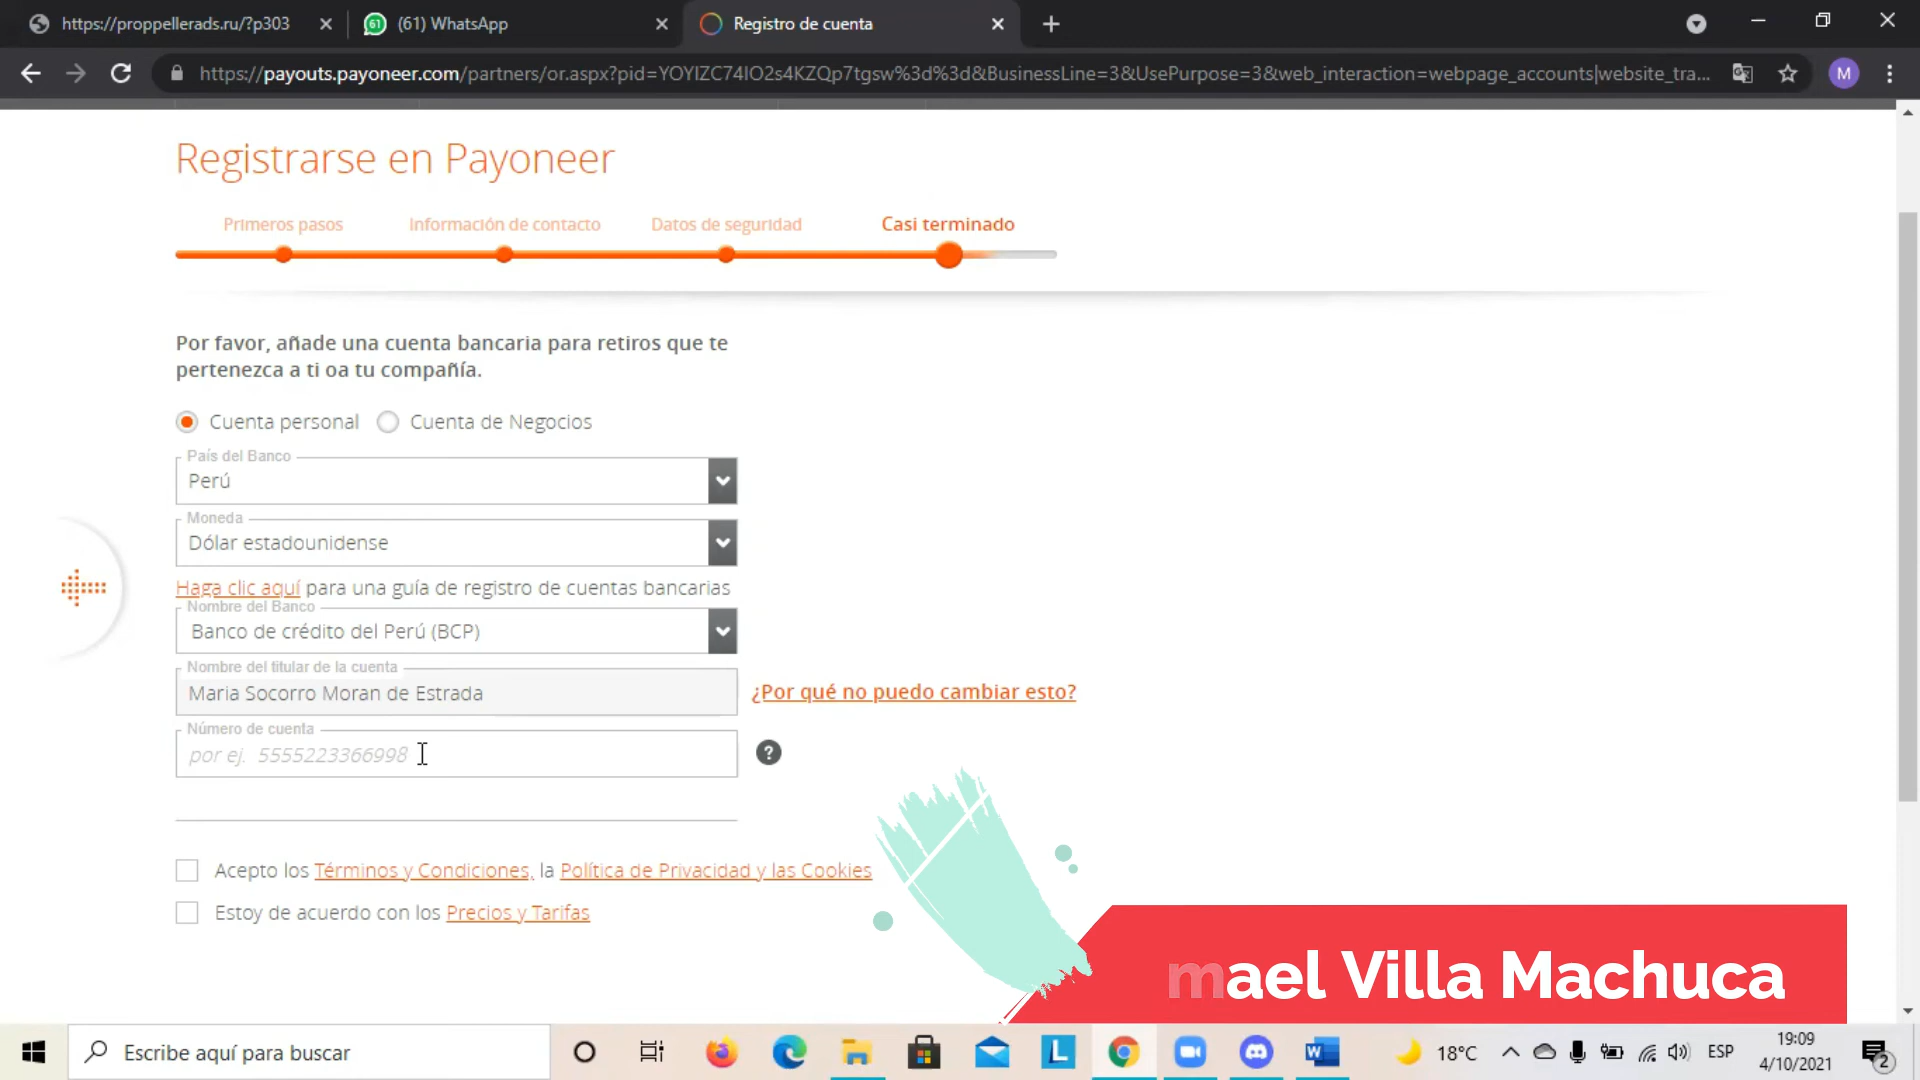 https://proppellerads.ru/?p303
(61) WhatsApp
Registro de cuenta
https://payouts.payoneer.com/partners/or.aspx?pid=YOYIZC74IO2s4KZQp7tgsw%3d%3d&BusinessLine=3&UsePurpose=3&web_interaction=webpage_accounts|website_tra...
M
Registrarse en Payoneer
Primeros pasos
Información de contacto
Datos de seguridad
Casi terminado
Por favor, añade una cuenta bancaria para retiros que te
pertenezca a ti oa tu compañía.
Cuenta personal
Cuenta de Negocios
País del Banco
Perú
Moneda
Dólar estadounidense
Haga clic aquí para una guía de registro de cuentas bancarias
Nombre del Banco
Banco de crédito del Perú (BCP)
Nombre del titular de la cuenta
Maria Socorro Moran de Estrada
¿Por qué no puedo cambiar esto?
Número de cuenta
por ej. 5555223366998
?
Acepto los Términos y Condiciones, la Política de Privacidad y las Cookies
Estoy de acuerdo con los Precios y Tarifas
mael Villa Machuca
Escribe aquí para buscar
L
W
18°C
ESP
19:09
4/10/2021
2